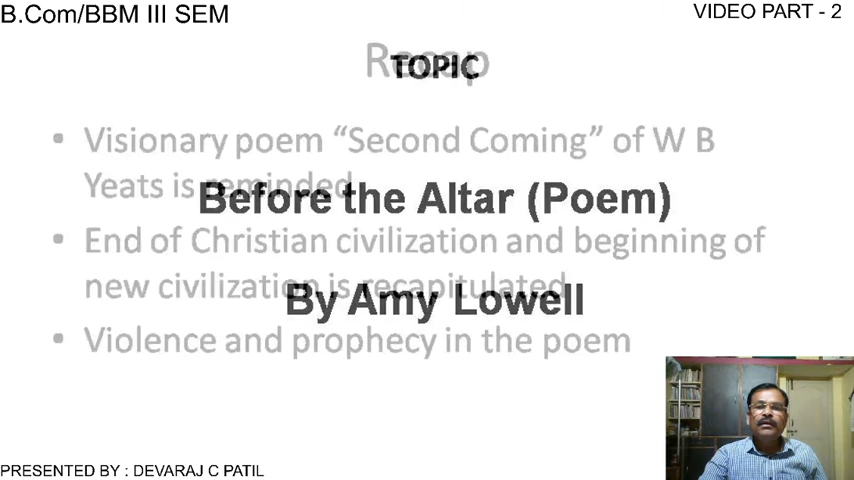 B.Com/BBM III SEM
VIDEO PART - 2
Recap
TOPIC
• Visionary poem “Second Coming” of W B
Yeats is reminded
Before the Altar (Poem)
• End of Christian civilization and beginning of
new civilization is recapitulated
By Amy Lowell
• Violence and prophecy in the poem
PRESENTED BY : DEVARAJ C PATIL